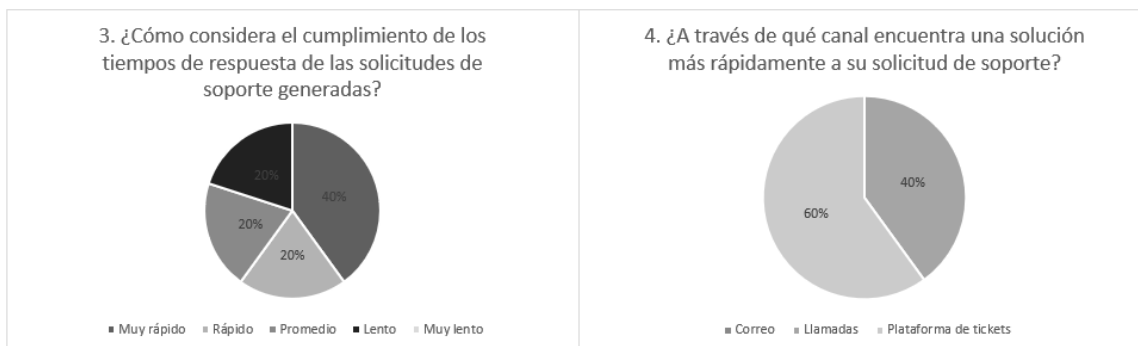 3. ¿Cómo considera el cumplimiento de los
tiempos de respuesta de las solicitudes de
soporte generadas?
20%
40%
20%
20%
Muy rápido Rápido Promedio Lento Muy lento
4. ¿A través de qué canal encuentra una solución
más rápidamente a su solicitud de soporte?
40%
60%
Correo Llamadas Plataforma de tickets